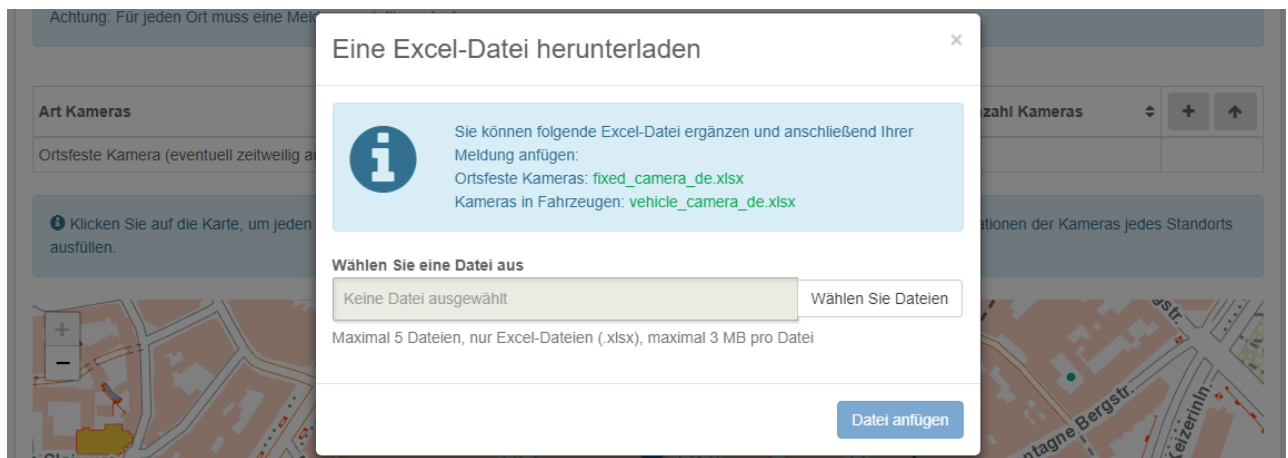 Achtung: Für jeden Ort muss eine
Eine Excel-Datei herunterladen
×
Art Kameras
Kameras
Ortsfeste Kamera (eventuell zeitweilig
Sie können folgende Excel-Datei ergänzen und anschließend Ihrer
Meldung anfügen:
Ortsfeste Kameras: fixed_camera_de.xlsx
Kameras in Fahrzeugen: vehicle_camera_de.xlsx
Klicken Sie auf die Karte, um jeden
der Kameras jedes Standorts
ausfüllen.
Wählen Sie eine Datei aus
Keine Datei ausgewählt
Wählen Sie Dateien
Maximal 5 Dateien, nur Excel-Dateien (.xlsx), maximal 3 MB pro Datei
Datei anfügen
+
−
Bergstr.
Keizerinln.